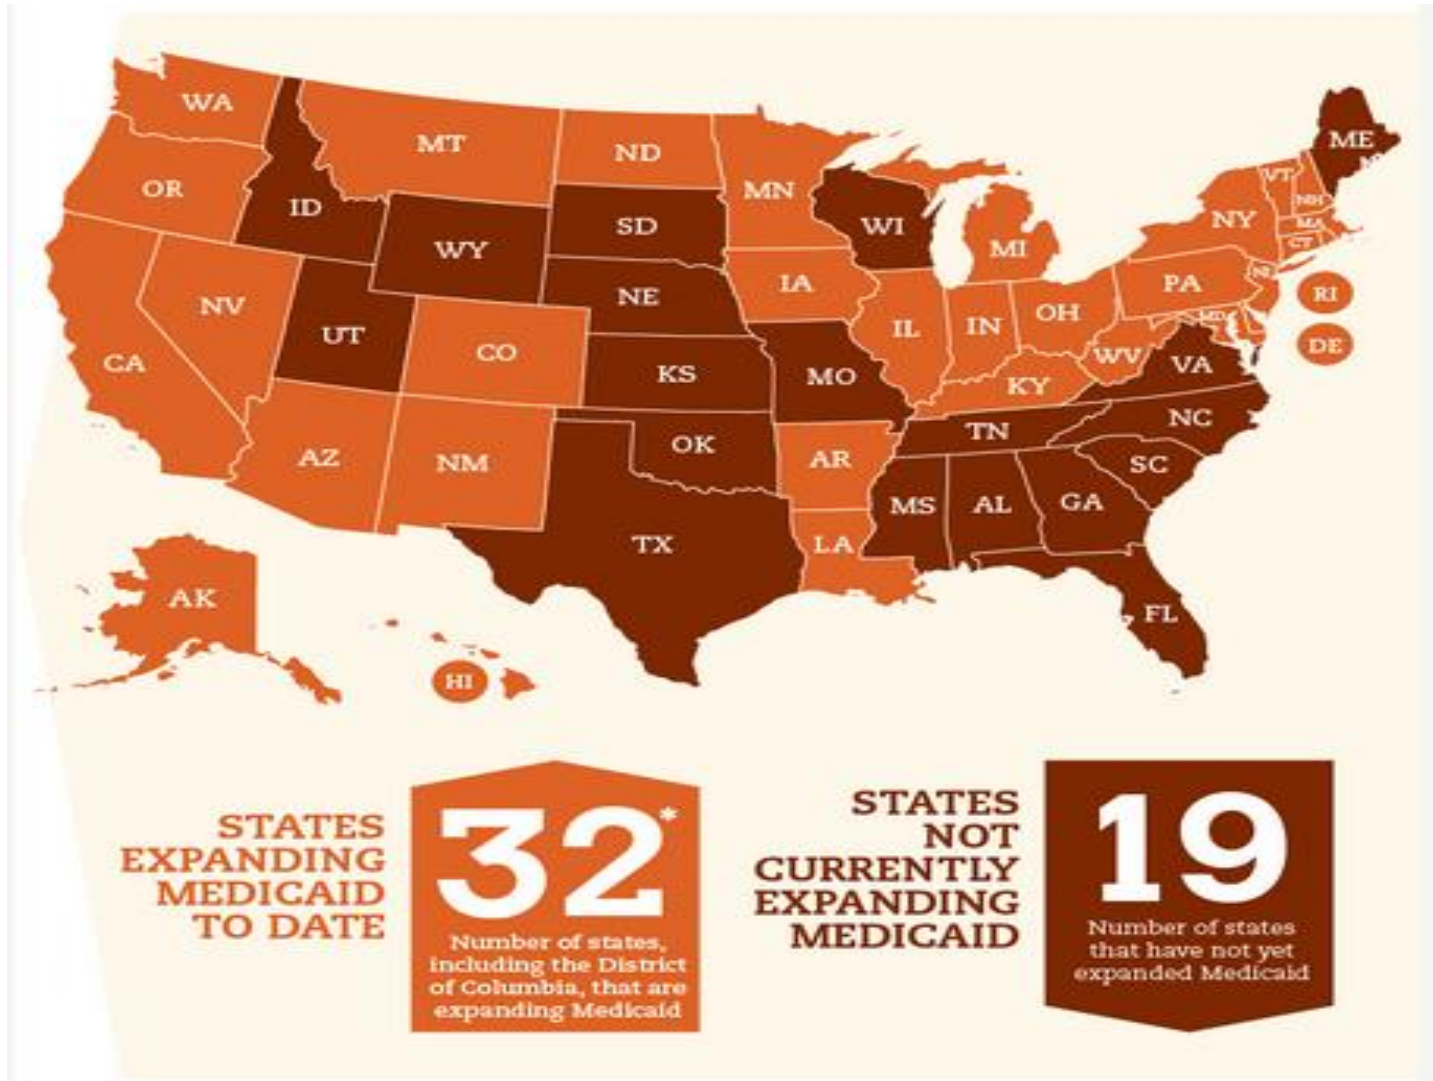 WA
MT
ND
MN
ME
OR
ID
SD
WI
MI
NY
VT
NH
MA
CT
WY
NE
IA
PA
NJ
RI
NV
UT
CO
IL
IN
OH
MD
DE
CA
KS
MO
WV
VA
KY
AZ
NM
OK
AR
TN
NC
SC
TX
LA
MS
AL
GA
AK
HI
FL
STATES
EXPANDING
MEDICAID
TO DATE
32*
Number of states,
including the District
of Columbia, that are
expanding Medicaid
STATES
NOT
CURRENTLY
EXPANDING
MEDICAID
19
Number of states
that have not yet
expanded Medicaid